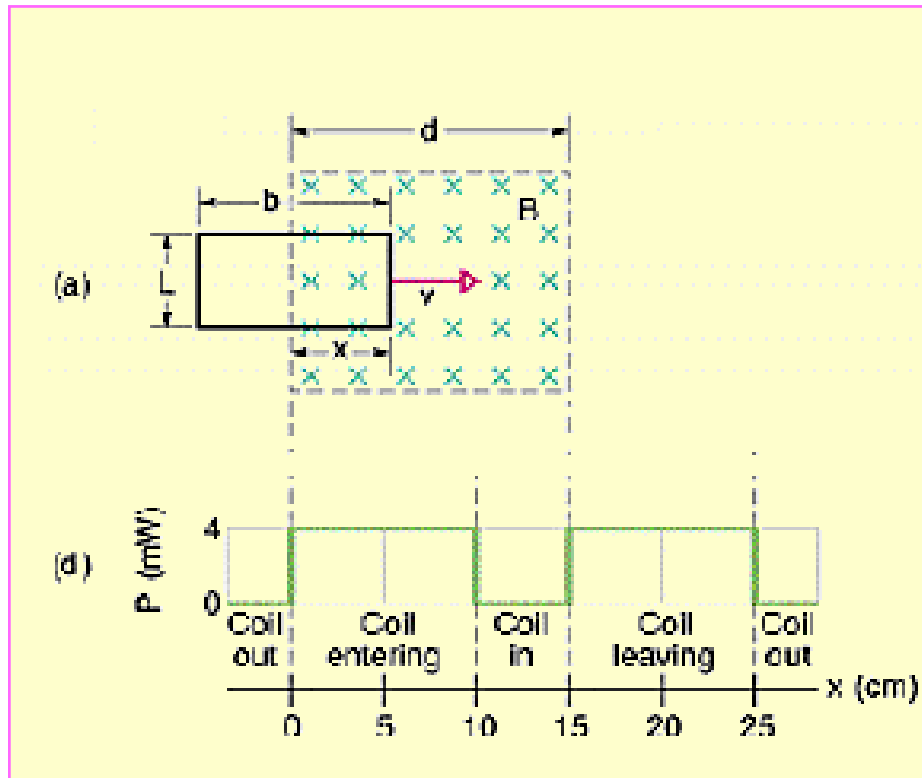 d
b
B
(a)
L
v
x
(d)
P (mW)
4
0
Coil out
Coil entering
Coil in
Coil leaving
Coil out
x (cm)
0 5 10 15 20 25